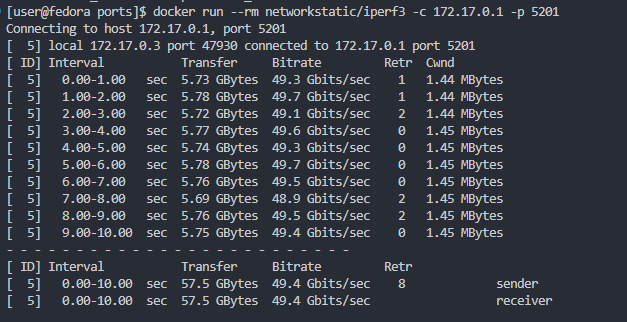 [user@fedora ports]$ docker run --rm networkstatic/iperf3 -c 172.17.0.1 -p 5201
Connecting to host 172.17.0.1, port 5201
[  5] local 172.17.0.3 port 47930 connected to 172.17.0.1 port 5201
[ ID] Interval           Transfer     Bitrate         Retr  Cwnd
[  5]   0.00-1.00   sec  5.73 GBytes  49.3 Gbits/sec    1   1.44 MBytes
[  5]   1.00-2.00   sec  5.78 GBytes  49.7 Gbits/sec    1   1.44 MBytes
[  5]   2.00-3.00   sec  5.72 GBytes  49.1 Gbits/sec    2   1.44 MBytes
[  5]   3.00-4.00   sec  5.77 GBytes  49.6 Gbits/sec    0   1.45 MBytes
[  5]   4.00-5.00   sec  5.74 GBytes  49.3 Gbits/sec    0   1.45 MBytes
[  5]   5.00-6.00   sec  5.78 GBytes  49.7 Gbits/sec    0   1.45 MBytes
[  5]   6.00-7.00   sec  5.76 GBytes  49.5 Gbits/sec    0   1.45 MBytes
[  5]   7.00-8.00   sec  5.69 GBytes  48.9 Gbits/sec    2   1.45 MBytes
[  5]   8.00-9.00   sec  5.76 GBytes  49.5 Gbits/sec    2   1.45 MBytes
[  5]   9.00-10.00  sec  5.75 GBytes  49.4 Gbits/sec    0   1.45 MBytes
- - - - - - - - - - - - - - - - - - - - - - - - -
[ ID] Interval           Transfer     Bitrate         Retr
[  5]   0.00-10.00  sec  57.5 GBytes  49.4 Gbits/sec    8             sender
[  5]   0.00-10.00  sec  57.5 GBytes  49.4 Gbits/sec                  receiver